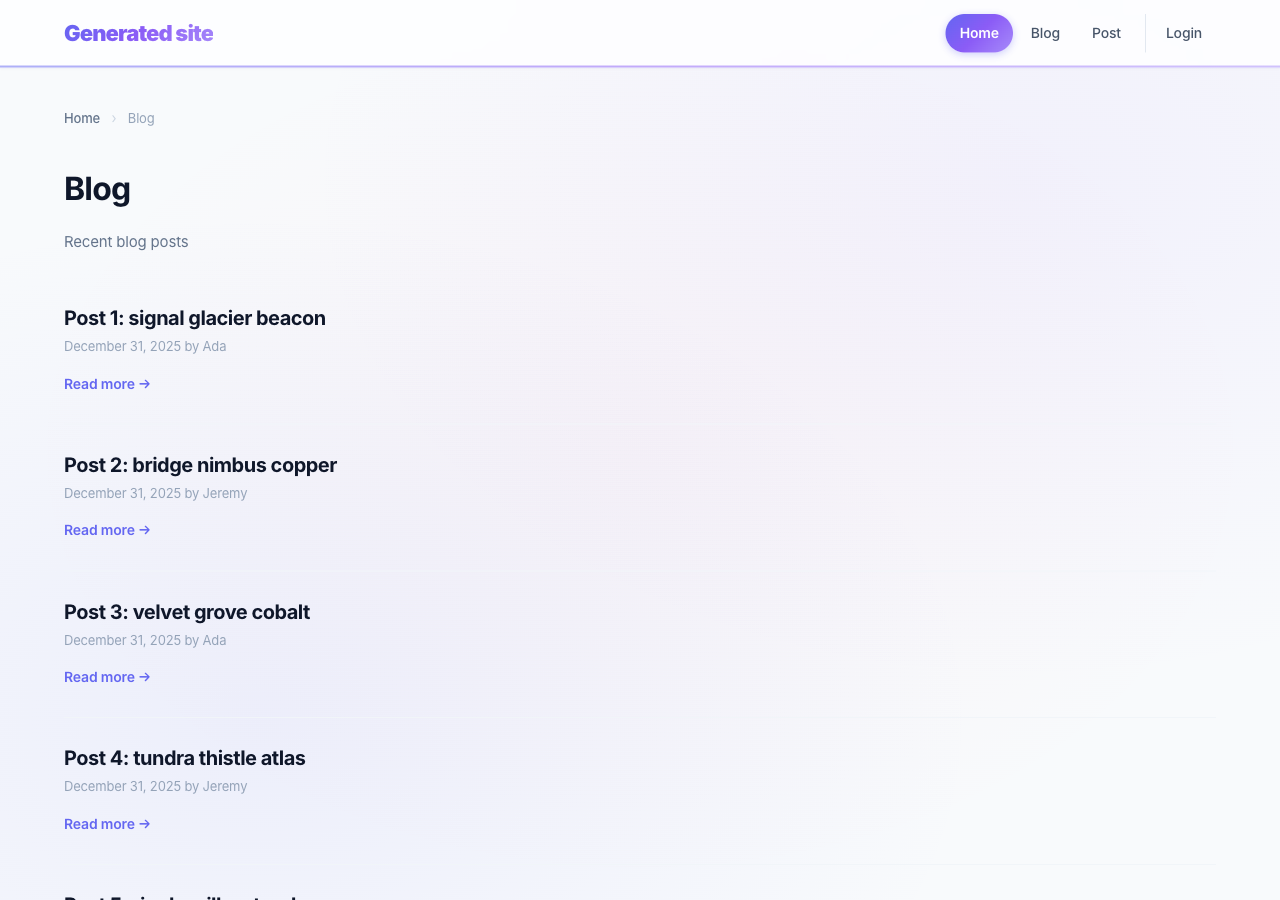 Generated site
Home Blog Post Login
Home › Blog
Blog
Recent blog posts
Post 1: signal glacier beacon
December 31, 2025 by Ada
Read more →
Post 2: bridge nimbus copper
December 31, 2025 by Jeremy
Read more →
Post 3: velvet grove cobalt
December 31, 2025 by Ada
Read more →
Post 4: tundra thistle atlas
December 31, 2025 by Jeremy
Read more →
Post 5: